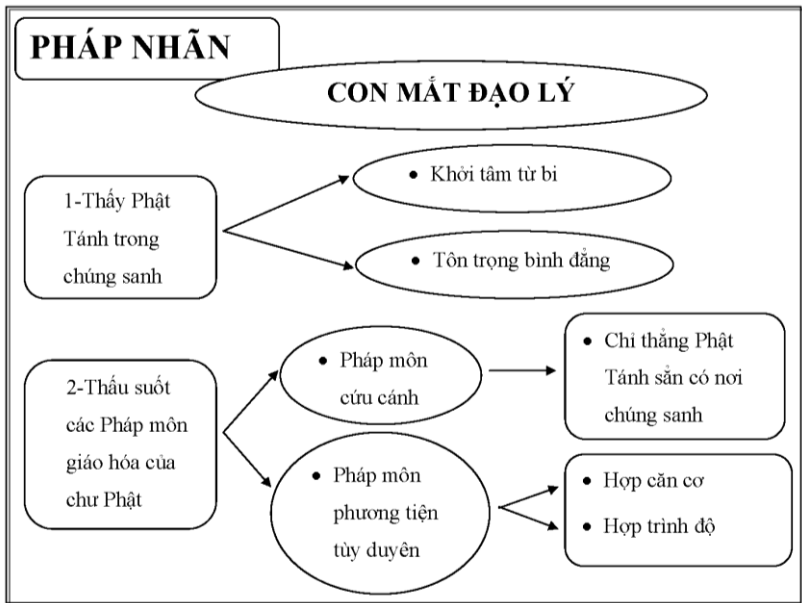 PHÁP NHÃN
CON MẮT ĐẠO LÝ
1-Thấy Phật
Tánh trong
chúng sanh
• Khởi tâm từ bi
• Tôn trọng bình đẳng
2-Thấu suốt
các Pháp môn
giáo hóa của
chư Phật
• Pháp môn
cứu cánh
• Chỉ thẳng Phật
Tánh sẵn có nơi
chúng sanh
• Pháp môn
phương tiện
tùy duyên
• Hợp căn cơ
• Hợp trình độ